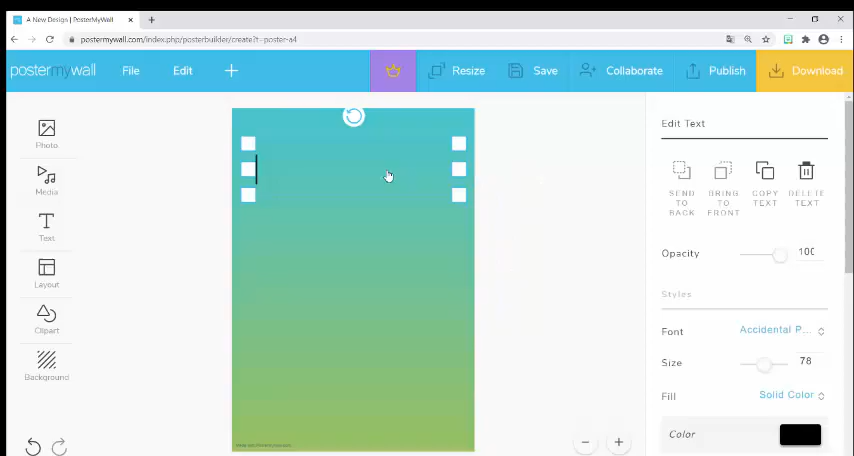 A New Design | PosterMyWall
postermywall.com/index.php/posterbuilder/create?t=poster-a4
postermywall
File
Edit
Resize
Save
Collaborate
Publish
Download
Photo
Media
Text
Layout
Clipart
Background
Edit Text
SEND TO BACK
BRING TO FRONT
COPY TEXT
DELETE TEXT
Opacity
100
Styles
Font
Accidental P...
Size
78
Fill
Solid Color
Color